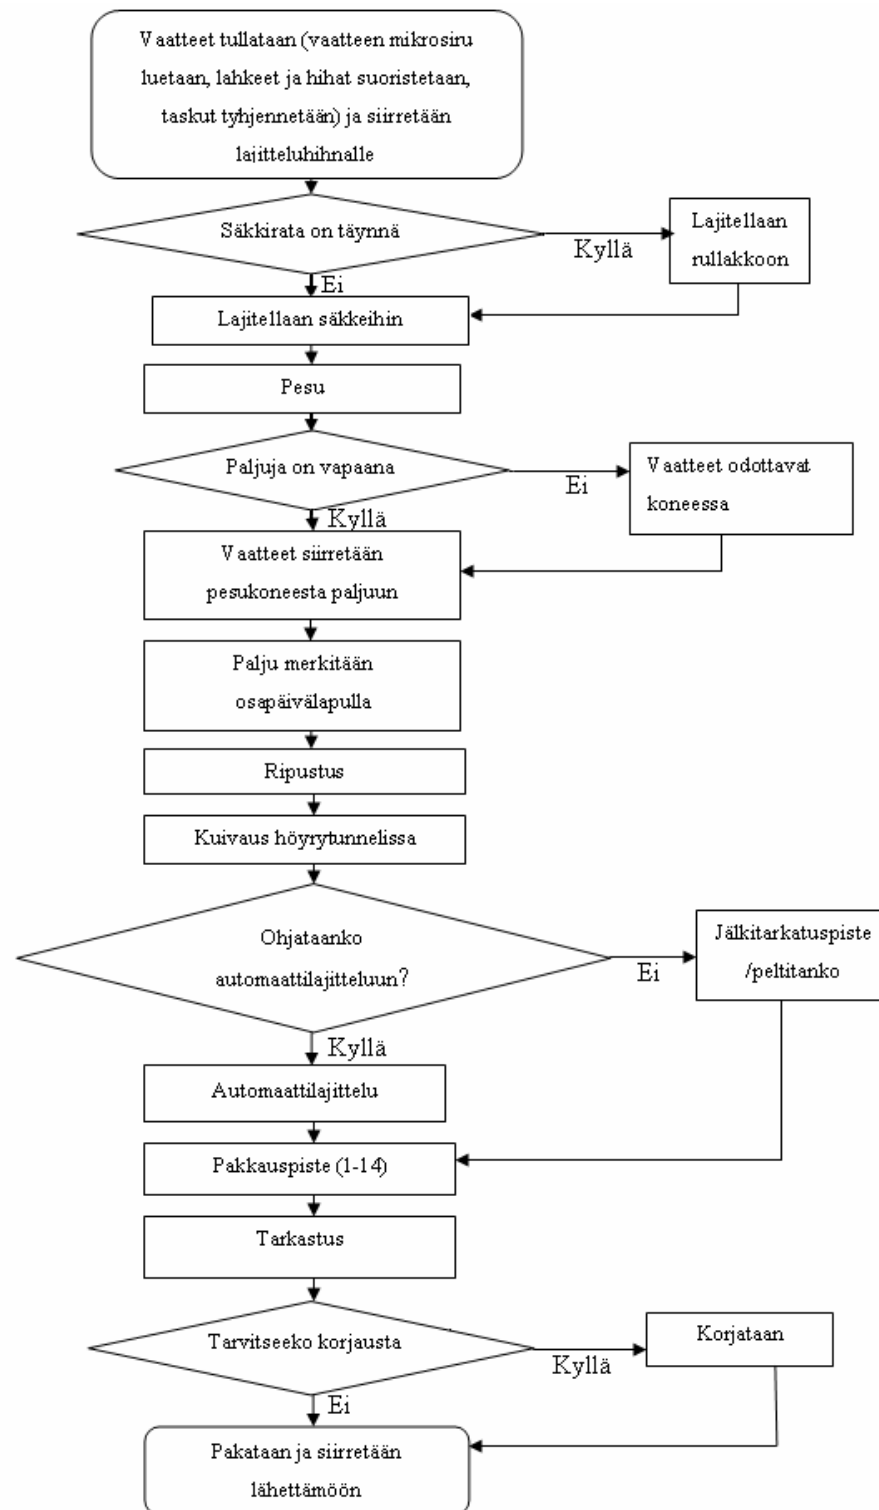 Vaatteet tullataan (vaatteen mikrosiru
luetaan, lahkeet ja hihat suoristetaan,
taskut tyhjennetään) ja siirretään
lajitteluhihnalle
Säkkirata on täynnä
Kyllä
Lajitellaan
rullakkoon
Ei
Lajitellaan säkkeihin
Pesu
Paljuja on vapaana
Ei
Vaatteet odottavat
koneessa
Kyllä
Vaatteet siirretään
pesukoneesta paljuun
Palju merkitään
osapäivälapulla
Ripustus
Kuivaus höyrytunnelissa
Ohjataanko
automaattilajitteluun?
Ei
Jälkitarkatuspiste
/peltitanko
Kyllä
Automaattilajittelu
Pakkauspiste (1-14)
Tarkastus
Tarvitseeko korjausta
Kyllä
Korjataan
Ei
Pakataan ja siirretään
lähettämöön